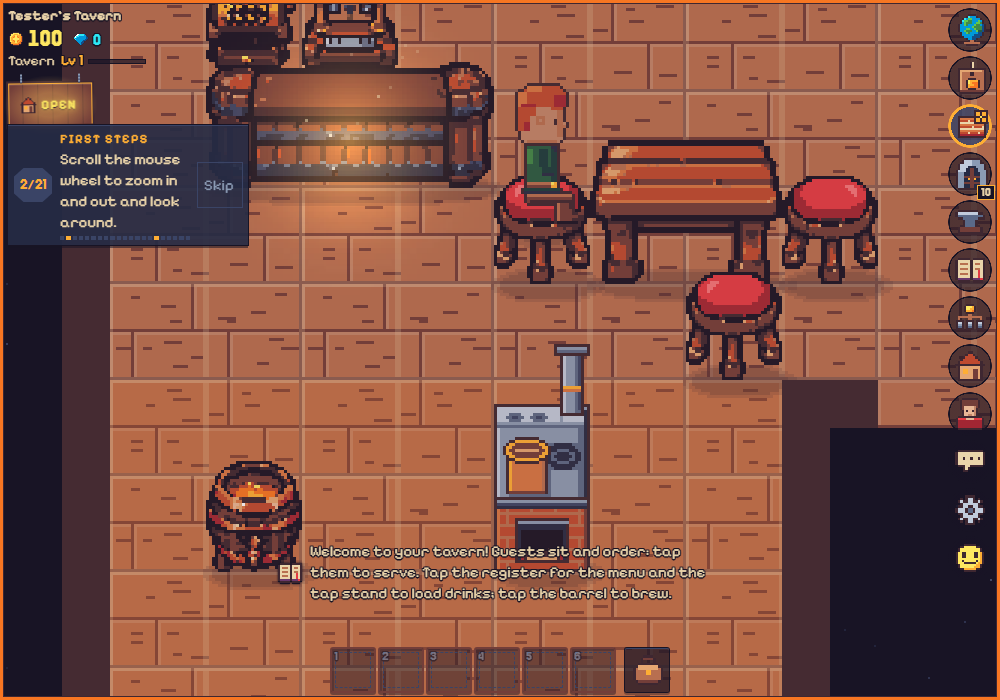 Tester's Tavern
100 0
Tavern Lv 1
OPEN
FIRST STEPS
2/21
Scroll the mouse
wheel to zoom in
and out and look
around.
Skip
10
Welcome to your tavern! Guests sit and order: tap
them to serve. Tap the register for the menu and the
tap stand to load drinks; tap the barrel to brew.
1 2 3 4 5 6